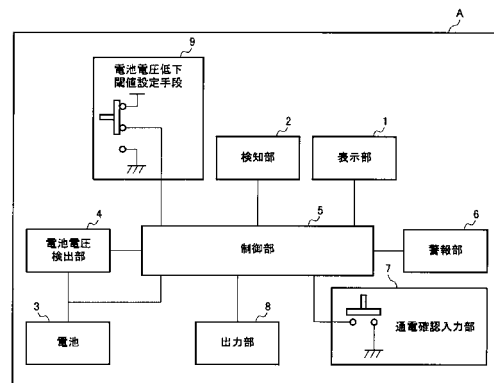 A
9
電池電圧低下
閾値設定手段
2
検知部
1
表示部
4
電池電圧
検出部
5
制御部
6
警報部
3
電池
8
出力部
7
通電確認入力部